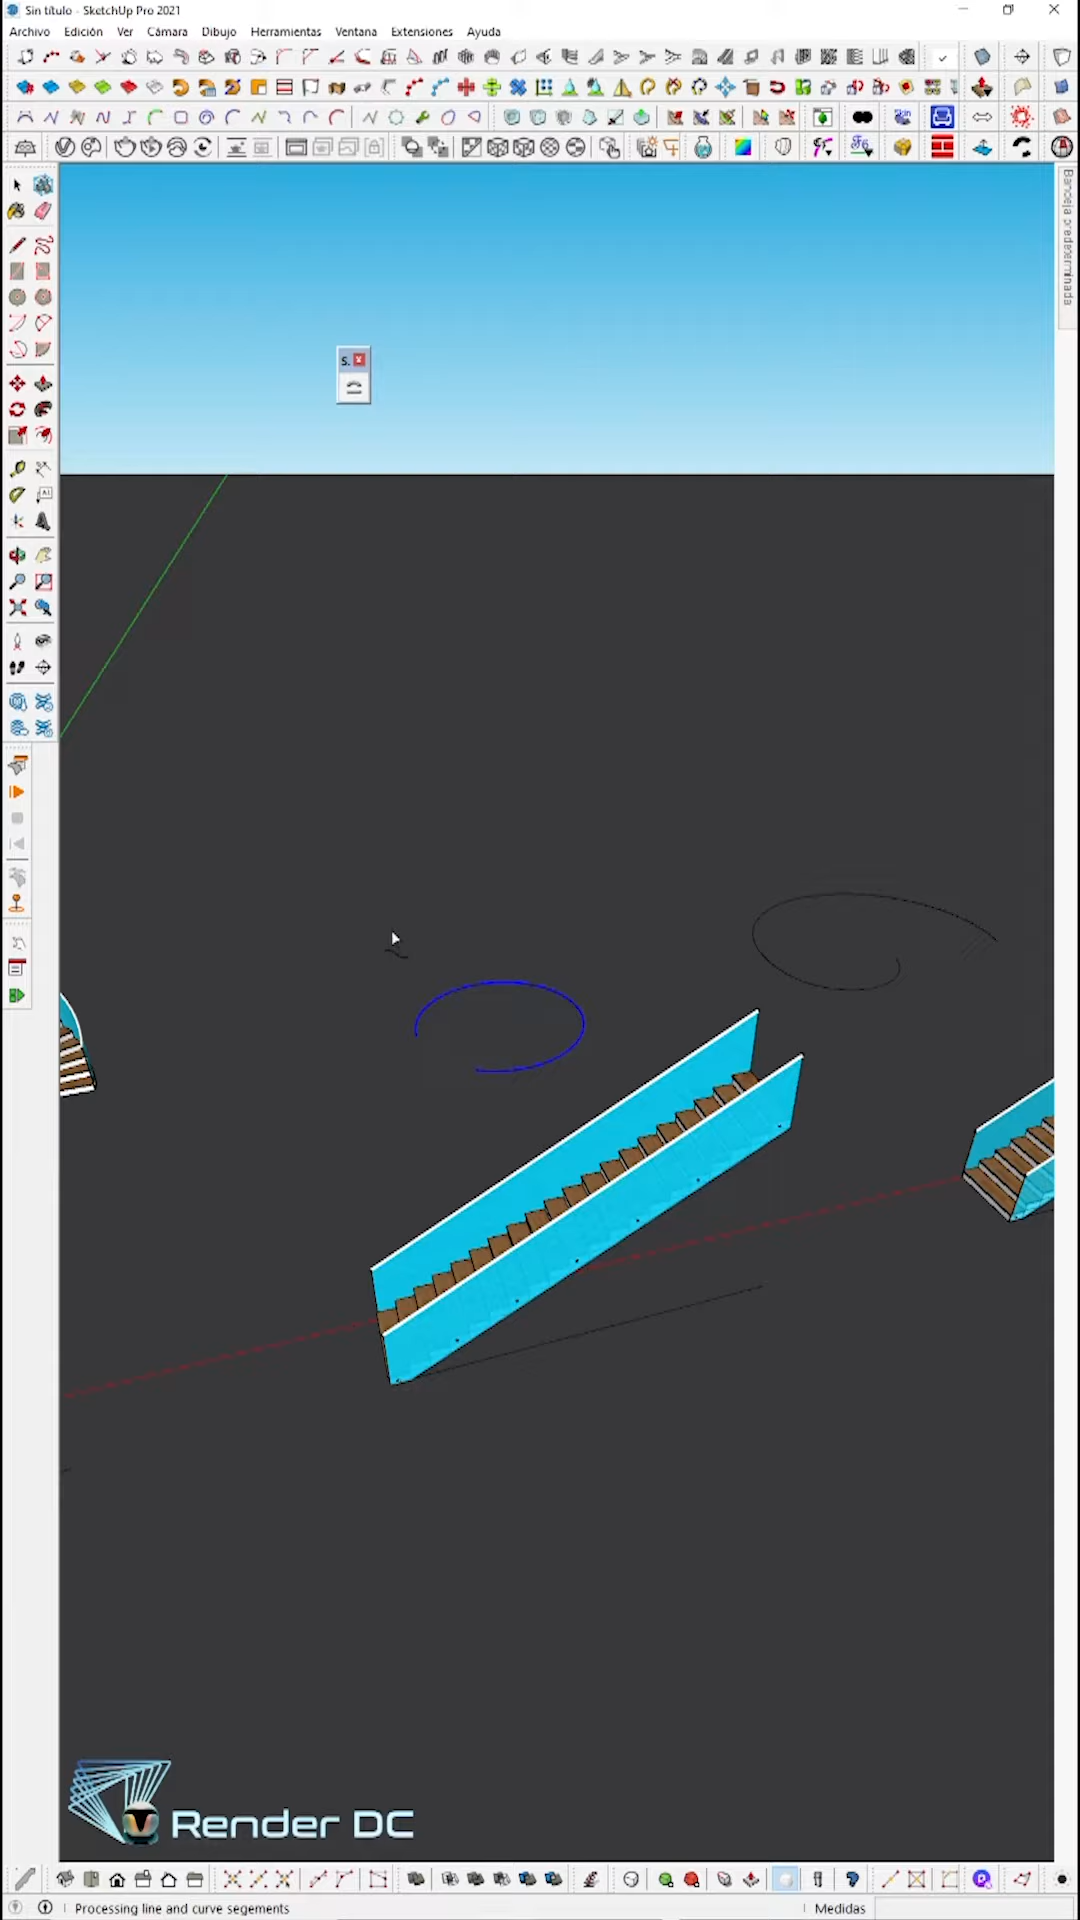 Sin título - SketchUp Pro 2021
Archivo Edición Ver Cámara Dibujo Herramientas Ventana Extensiones Ayuda
Bandeja predeterminada
S.
Render DC
Processing line and curve segements
Medidas